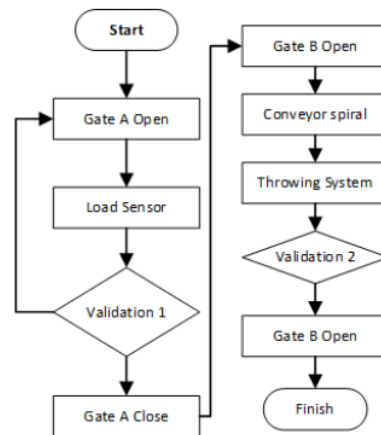 Start
Gate A Open
Load Sensor
Validation 1
Gate A Close
Gate B Open
Conveyor spiral
Throwing System
Validation 2
Gate B Open
Finish